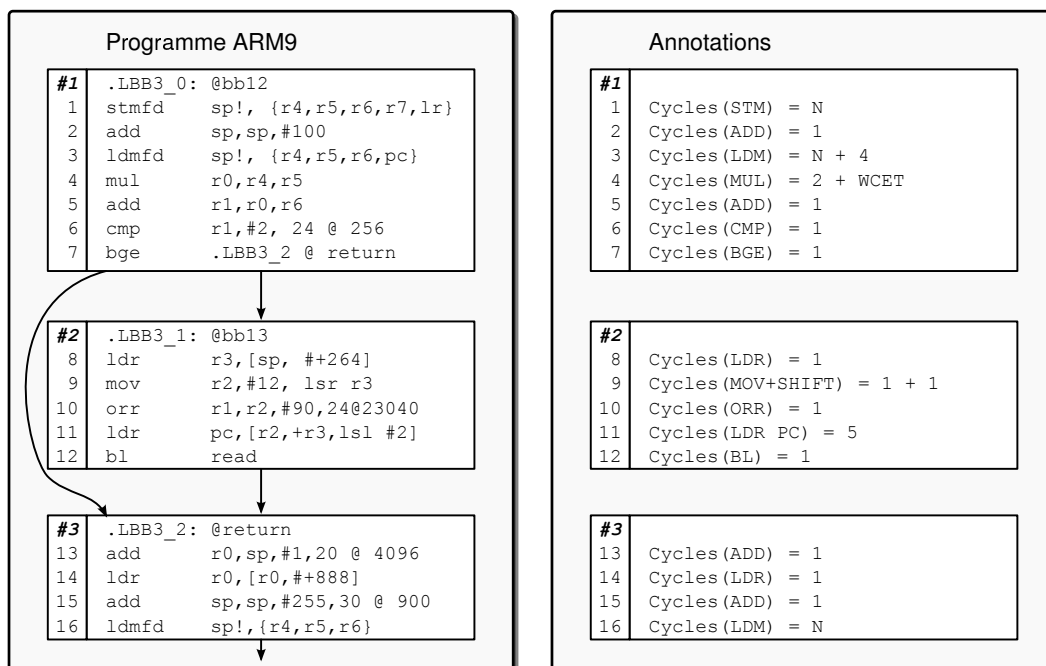 Programme ARM9
#1 .LBB3_0: @bb12
1 stmfd sp!, {r4,r5,r6,r7,lr}
2 add sp,sp,#100
3 ldmfd sp!, {r4,r5,r6,pc}
4 mul r0,r4,r5
5 add r1,r0,r6
6 cmp r1,#2, 24 @ 256
7 bge .LBB3_2 @ return
#2 .LBB3_1: @bb13
8 ldr r3,[sp, #+264]
9 mov r2,#12, lsr r3
10 orr r1,r2,#90,24@23040
11 ldr pc,[r2,+r3,lsl #2]
12 bl read
#3 .LBB3_2: @return
13 add r0,sp,#1,20 @ 4096
14 ldr r0,[r0,#+888]
15 add sp,sp,#255,30 @ 900
16 ldmfd sp!,{r4,r5,r6}
Annotations
#1
1 Cycles(STM) = N
2 Cycles(ADD) = 1
3 Cycles(LDM) = N + 4
4 Cycles(MUL) = 2 + WCET
5 Cycles(ADD) = 1
6 Cycles(CMP) = 1
7 Cycles(BGE) = 1
#2
8 Cycles(LDR) = 1
9 Cycles(MOV+SHIFT) = 1 + 1
10 Cycles(ORR) = 1
11 Cycles(LDR PC) = 5
12 Cycles(BL) = 1
#3
13 Cycles(ADD) = 1
14 Cycles(LDR) = 1
15 Cycles(ADD) = 1
16 Cycles(LDM) = N